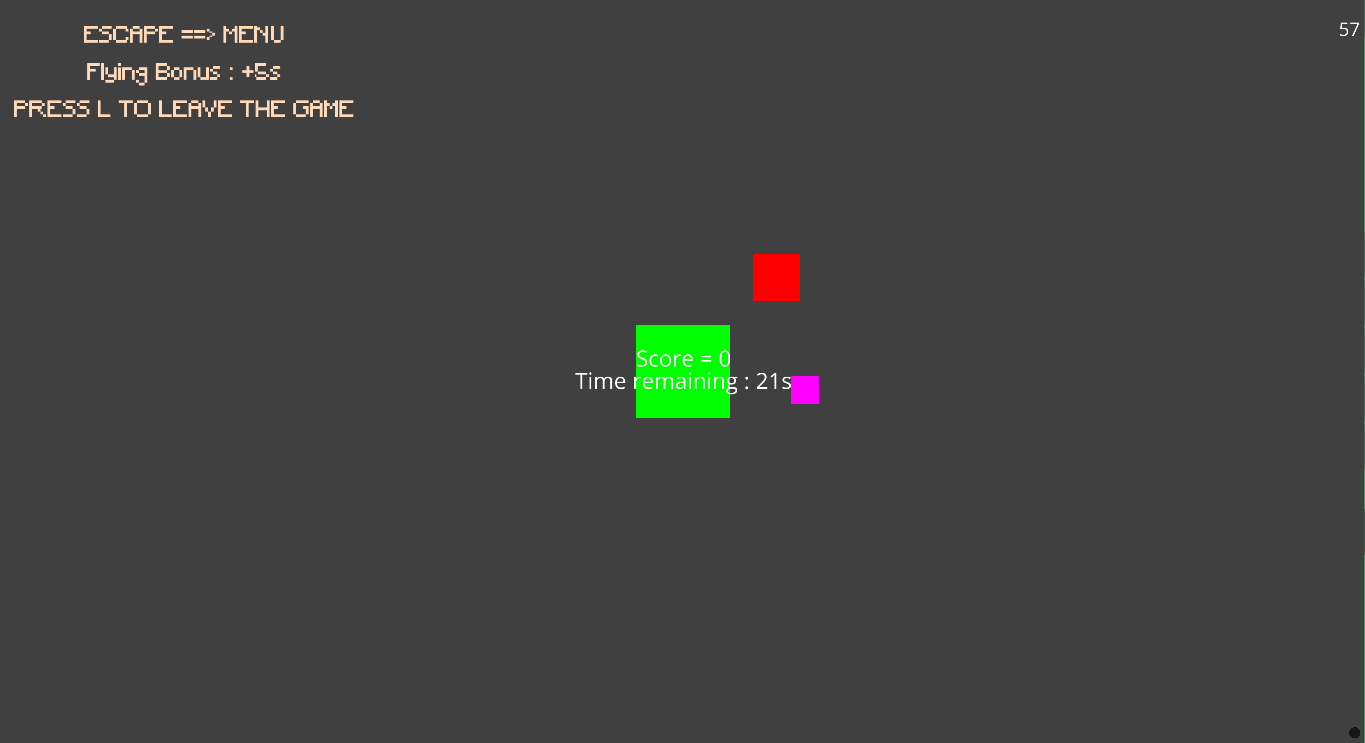 ESCAPE ==> MENU
Flying Bonus : +5s
PRESS L TO LEAVE THE GAME
57
Score = 0
Time remaining : 21s